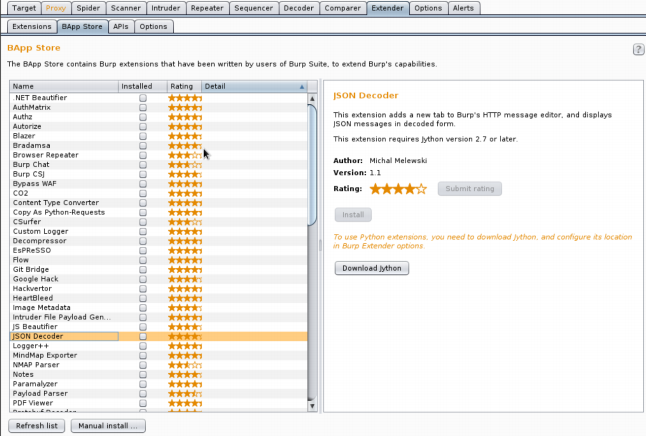 Target Proxy Spider Scanner Intruder Repeater Sequencer Decoder Comparer Extender Options Alerts
Extensions BApp Store APIs Options
BApp Store
?
The BApp Store contains Burp extensions that have been written by users of Burp Suite, to extend Burp's capabilities.
Name Installed Rating Detail
.NET Beautifier
AuthMatrix
Authz
Autorize
Blazer
Bradamsa
Browser Repeater
Burp Chat
Burp CSJ
Bypass WAF
CO2
Content Type Converter
Copy As Python-Requests
CSurfer
Custom Logger
Decompressor
EsPReSSO
Flow
Git Bridge
Google Hack
Hackvertor
HeartBleed
Image Metadata
Intruder File Payload Gen...
JS Beautifier
JSON Decoder
Logger++
MindMap Exporter
NMAP Parser
Notes
Paramalyzer
Payload Parser
PDF Viewer
Protobuf Decoder
JSON Decoder
This extension adds a new tab to Burp's HTTP message editor, and displays
JSON messages in decoded form.
This extension requires Jython version 2.7 or later.
Author: Michal Melewski
Version: 1.1
Rating: Submit rating
Install
To use Python extensions, you need to download Jython, and configure its location
in Burp Extender options.
Download Jython
Refresh list Manual install ...